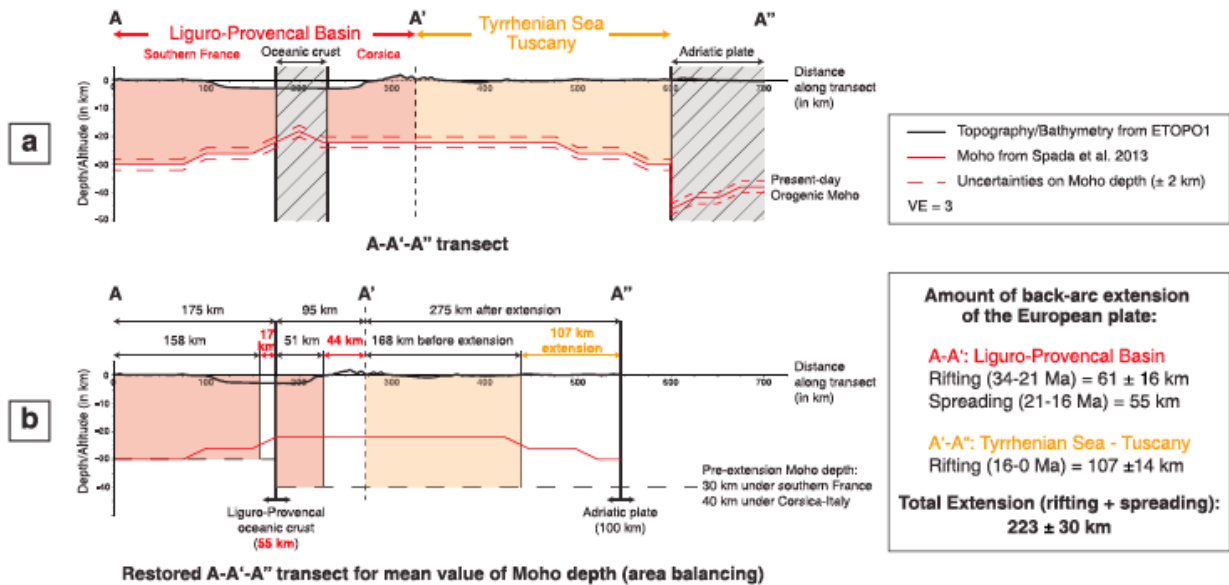 A
A'
A''
Liguro-Provencal Basin
Tyrrhenian Sea
Tuscany
Southern France
Oceanic crust
Corsica
Adriatic plate
Depth/Altitude (in km)
0
-10
-20
-30
-40
-50
100
200
300
400
500
600
700
Distance
along transect
(in km)
a
Present-day
Orogenic Moho
A-A'-A'' transect
Topography/Bathymetry from ETOPO1
Moho from Spada et al. 2013
Uncertainties on Moho depth (± 2 km)
VE = 3
A
A'
A''
175 km
95 km
275 km after extension
158 km
17
km
51 km
44 km
168 km before extension
107 km
extension
Depth/Altitude (in km)
0
-10
-20
-30
-40
-50
100
200
300
400
500
600
700
Distance
along transect
(in km)
b
Pre-extension Moho depth:
30 km under southern France
40 km under Corsica-Italy
Liguro-Provencal
oceanic crust
(55 km)
Adriatic plate
(100 km)
Restored A-A'-A'' transect for mean value of Moho depth (area balancing)
Amount of back-arc extension
of the European plate:
A-A': Liguro-Provencal Basin
Rifting (34-21 Ma) = 61 ± 16 km
Spreading (21-16 Ma) = 55 km
A'-A'': Tyrrhenian Sea - Tuscany
Rifting (16-0 Ma) = 107 ±14 km
Total Extension (rifting + spreading):
223 ± 30 km